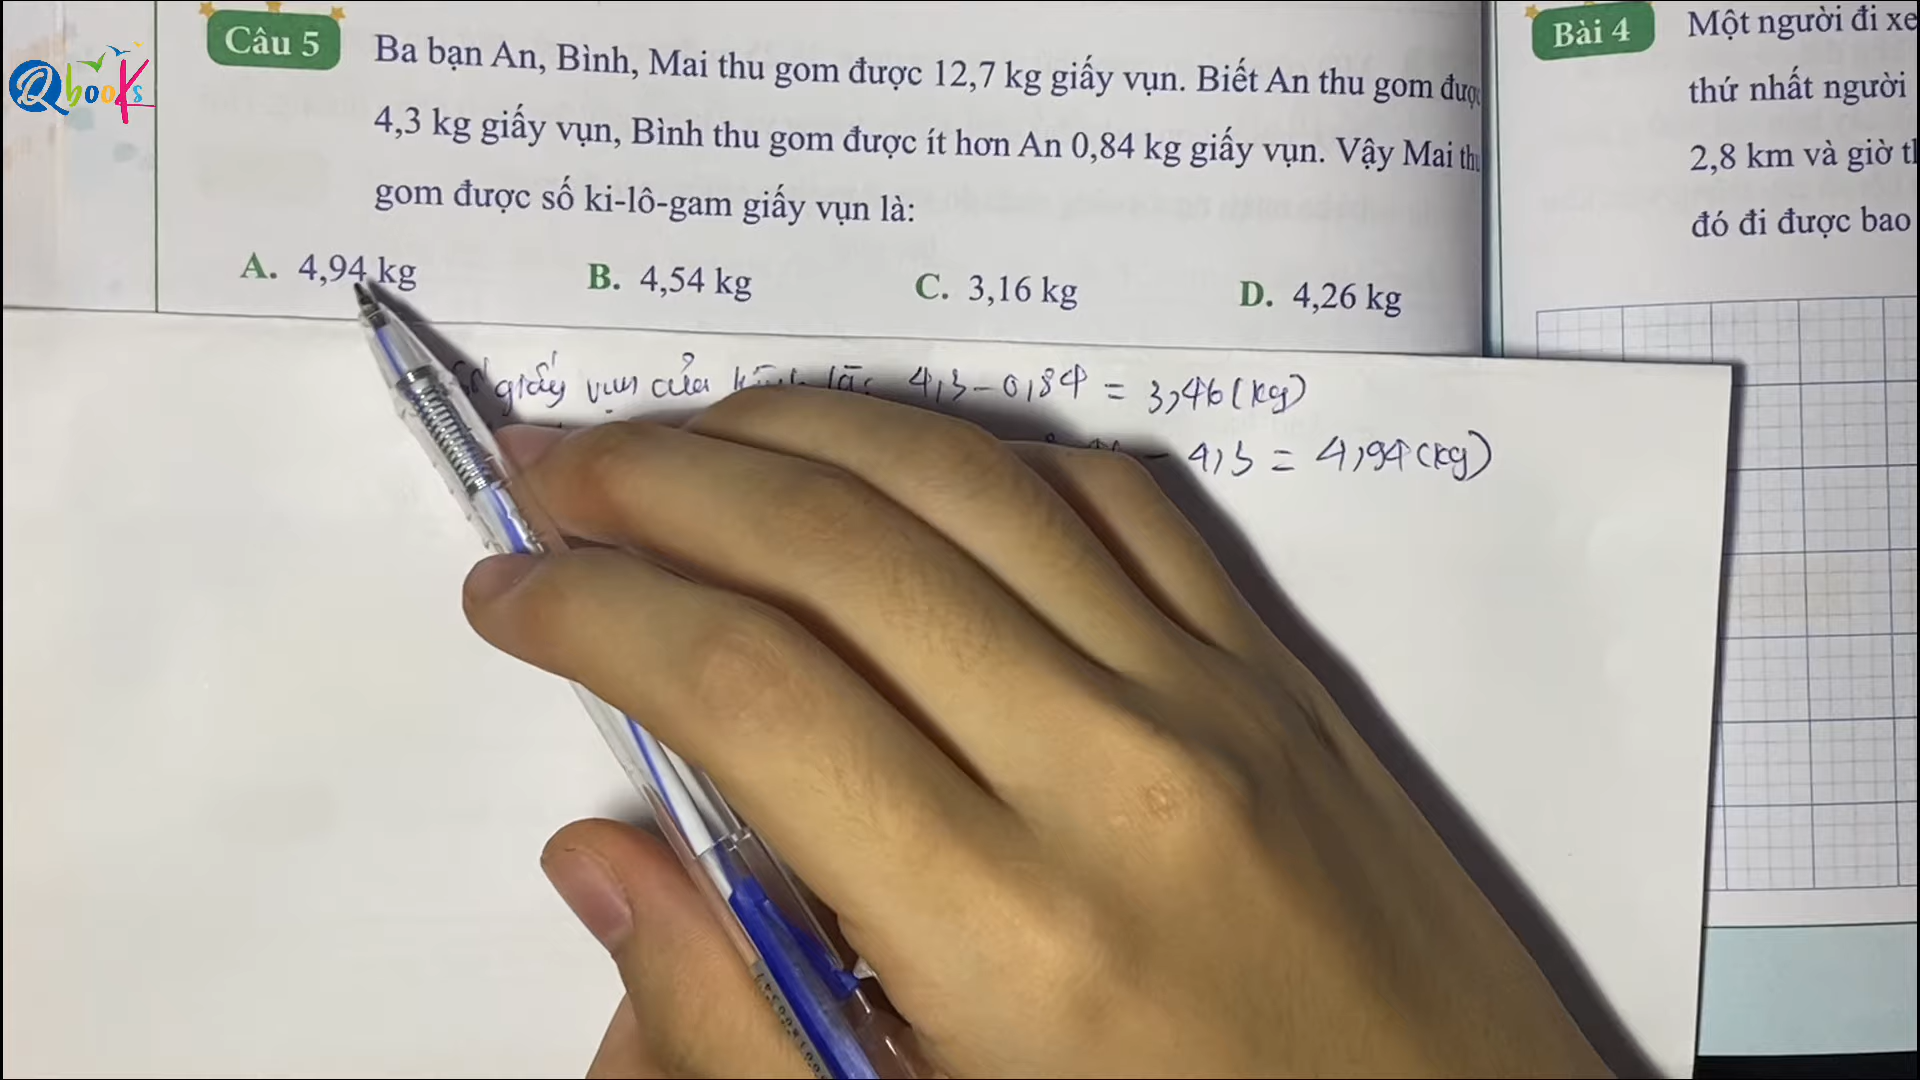 Qbooks
Câu 5
Ba bạn An, Bình, Mai thu gom được 12,7 kg giấy vụn. Biết An thu gom được
4,3 kg giấy vụn, Bình thu gom được ít hơn An 0,84 kg giấy vụn. Vậy Mai thu
gom được số ki-lô-gam giấy vụn là:
A. 4,94 kg
B. 4,54 kg
C. 3,16 kg
D. 4,26 kg
giấy vụn của 4,3 - 0,84 = 3,46 (kg)
- 4,3 = 4,94 (kg)
Bài 4
Một người đi xe
thứ nhất người
2,8 km và giờ
đó đi được bao